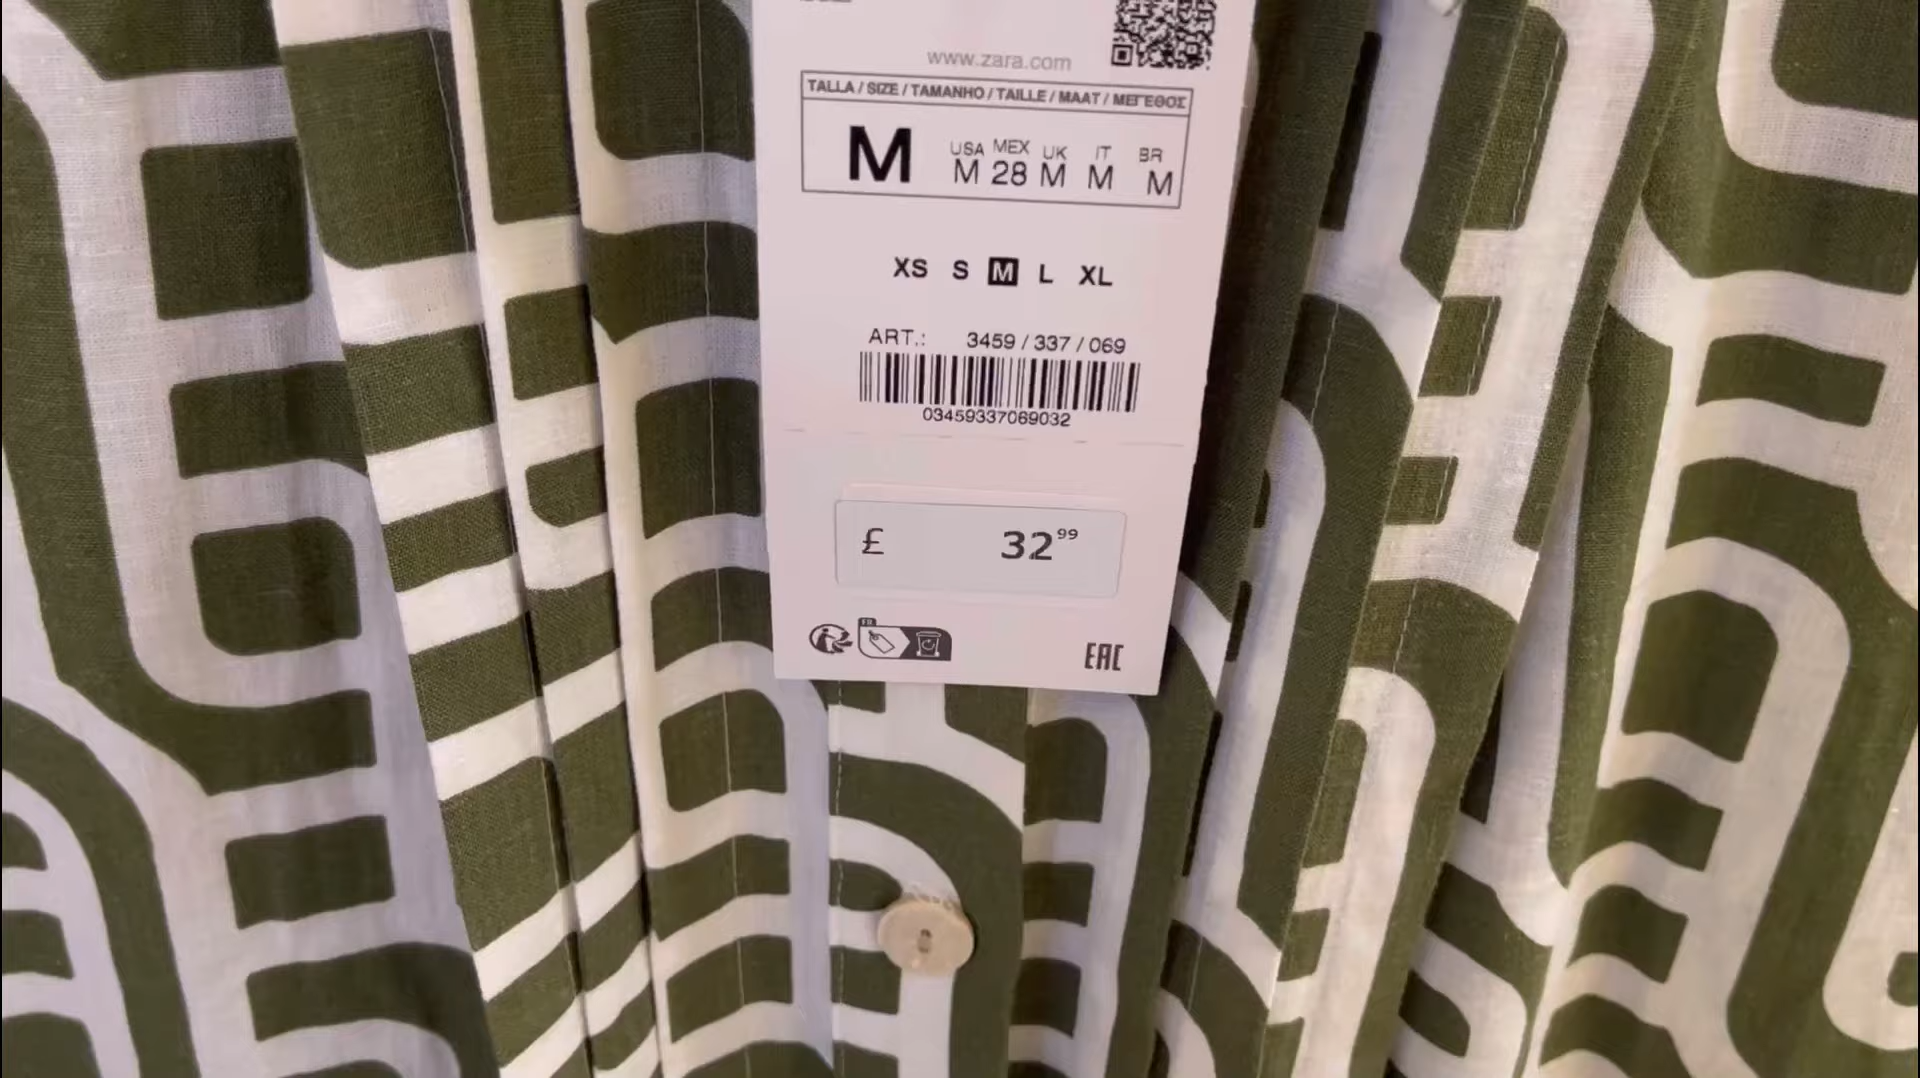 www.zara.com
TALLA / SIZE / TAMANHO / TAILLE / MAAT / ΜΕΓΕΘΟΣ
M
USA MEX UK IT BR
M 28 M M M
XS S M L XL
ART.: 3459 / 337 / 069
03459337069032
£ 32⁹⁹
FR
EAC